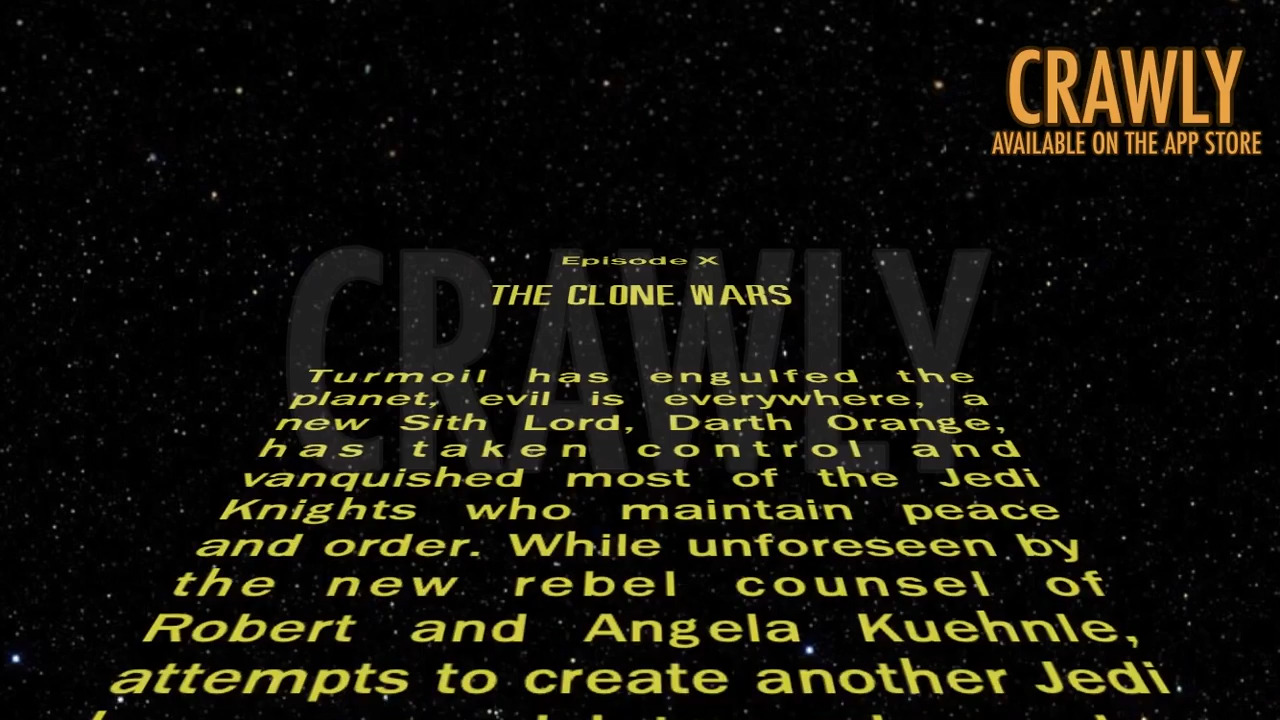 CRAWLY
AVAILABLE ON THE APP STORE
CRAWLY
Episode X
THE CLONE WARS
Turmoil has engulfed the
planet, evil is everywhere, a
new Sith Lord, Darth Orange,
has taken control and
vanquished most of the Jedi
Knights who maintain peace
and order. While unforeseen by
the new rebel counsel of
Robert and Angela Kuehnle,
attempts to create another Jedi